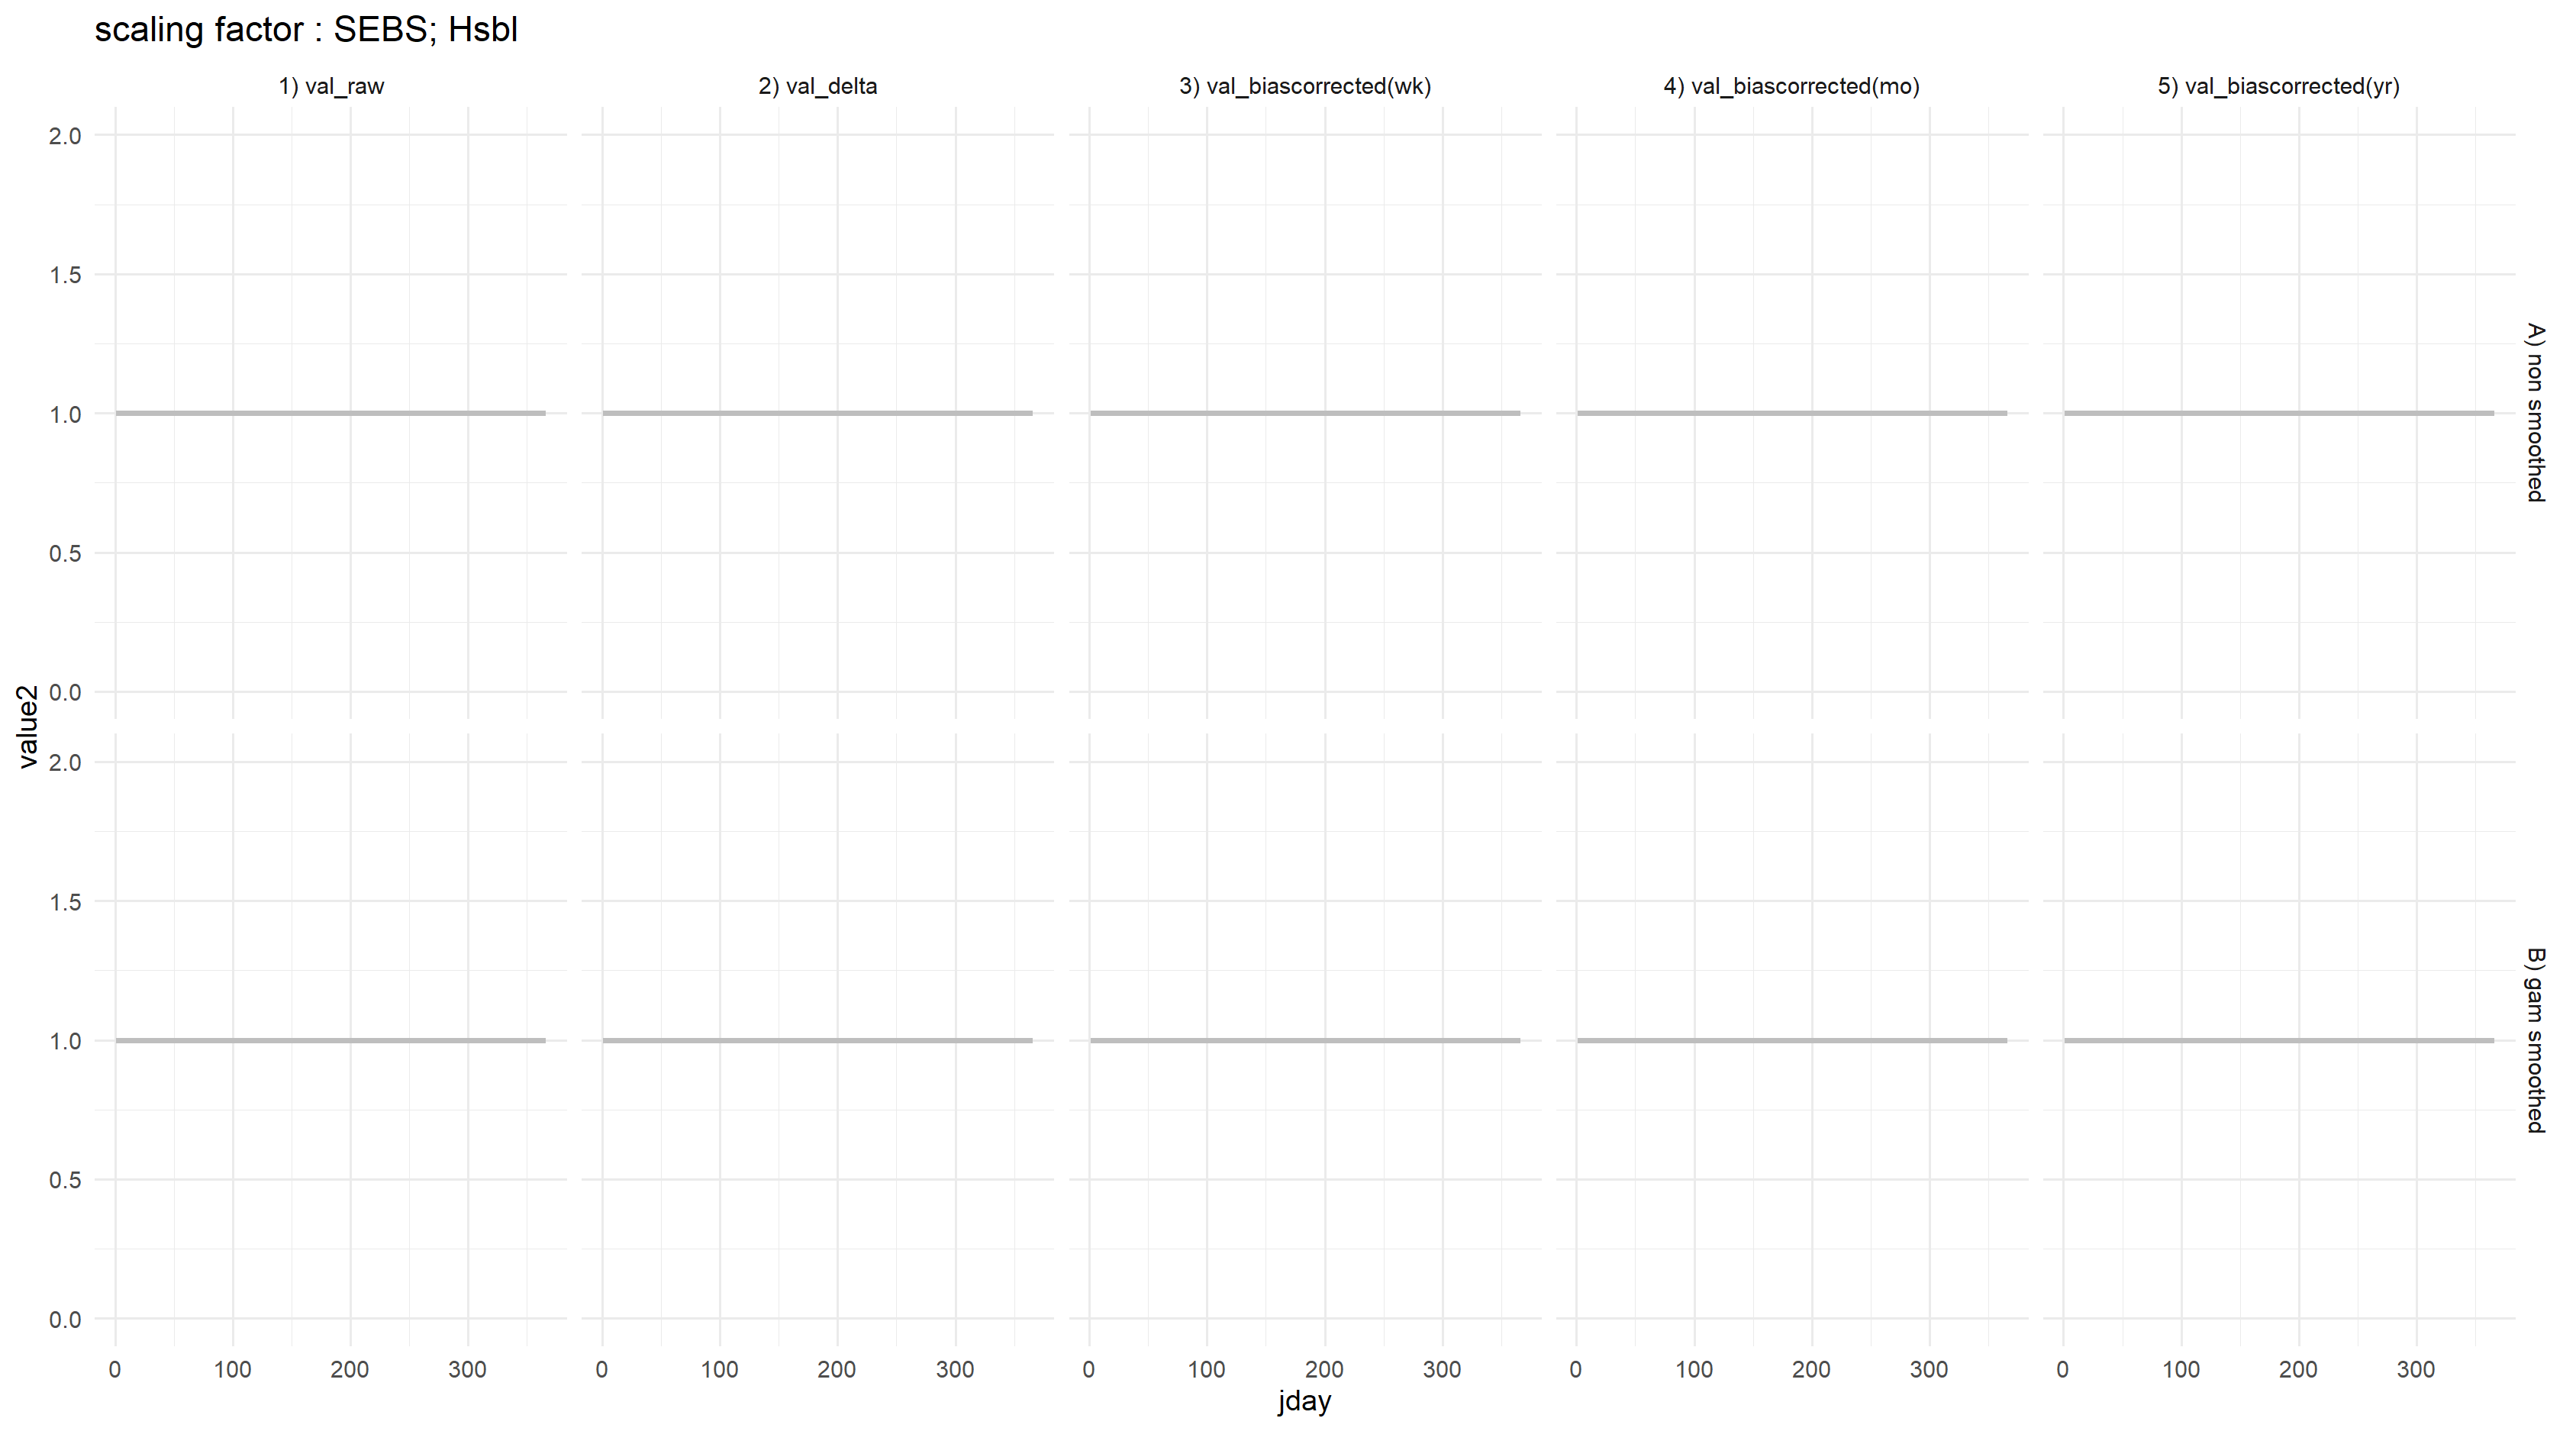 scaling factor : SEBS; Hsbl
1) val_raw
2) val_delta
3) val_biascorrected(wk)
4) val_biascorrected(mo)
5) val_biascorrected(yr)
2.0
1.5
1.0
0.5
0.0
A) non smoothed
value2
2.0
1.5
1.0
0.5
0.0
B) gam smoothed
0 100 200 300
0 100 200 300
0 100 200 300
0 100 200 300
0 100 200 300
jday